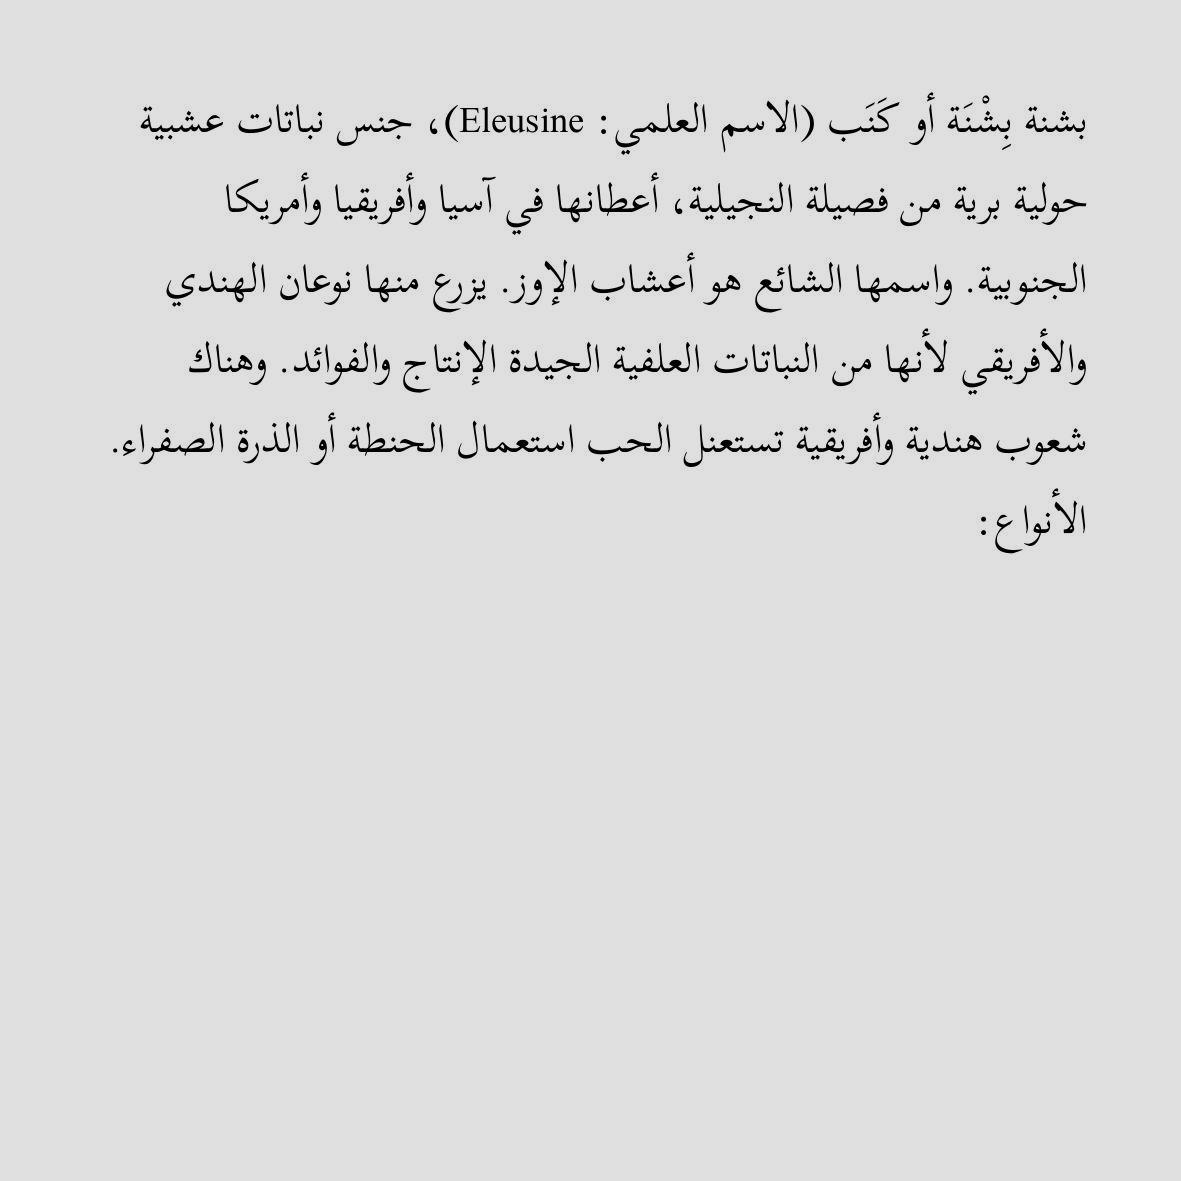 بشنة بِشْنَة أو كَنَب (الاسم العلمي: Eleusine)، جنس نباتات عشبية
حولية برية من فصيلة النجيلية، أعطانها في آسيا وأفريقيا وأمريكا
الجنوبية. واسمها الشائع هو أعشاب الإوز. يزرع منها نوعان الهندي
والأفريقي لأنها من النباتات العلفية الجيدة الإنتاج والفوائد. وهناك
شعوب هندية وأفريقية تستعنل الحب استعمال الحنطة أو الذرة الصفراء.
الأنواع: